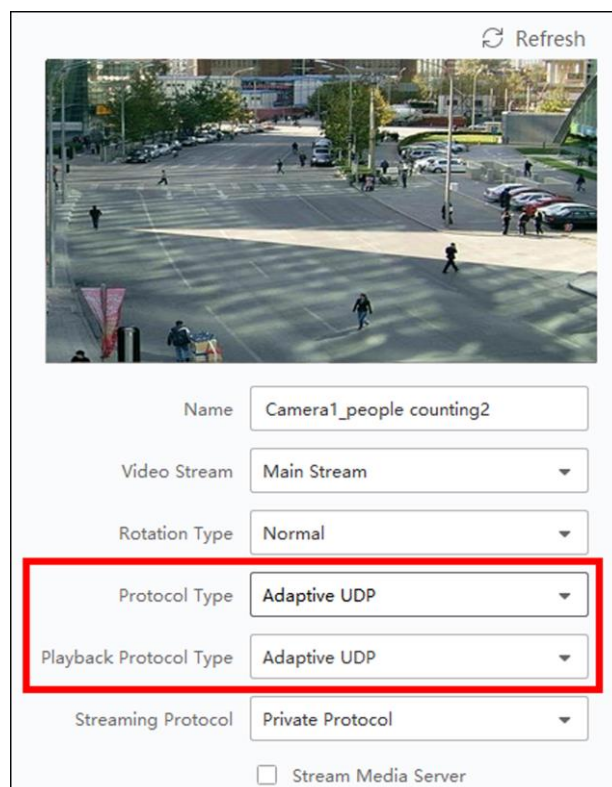 Refresh
Name Camera1_people counting2
Video Stream Main Stream
Rotation Type Normal
Protocol Type Adaptive UDP
Playback Protocol Type Adaptive UDP
Streaming Protocol Private Protocol
Stream Media Server